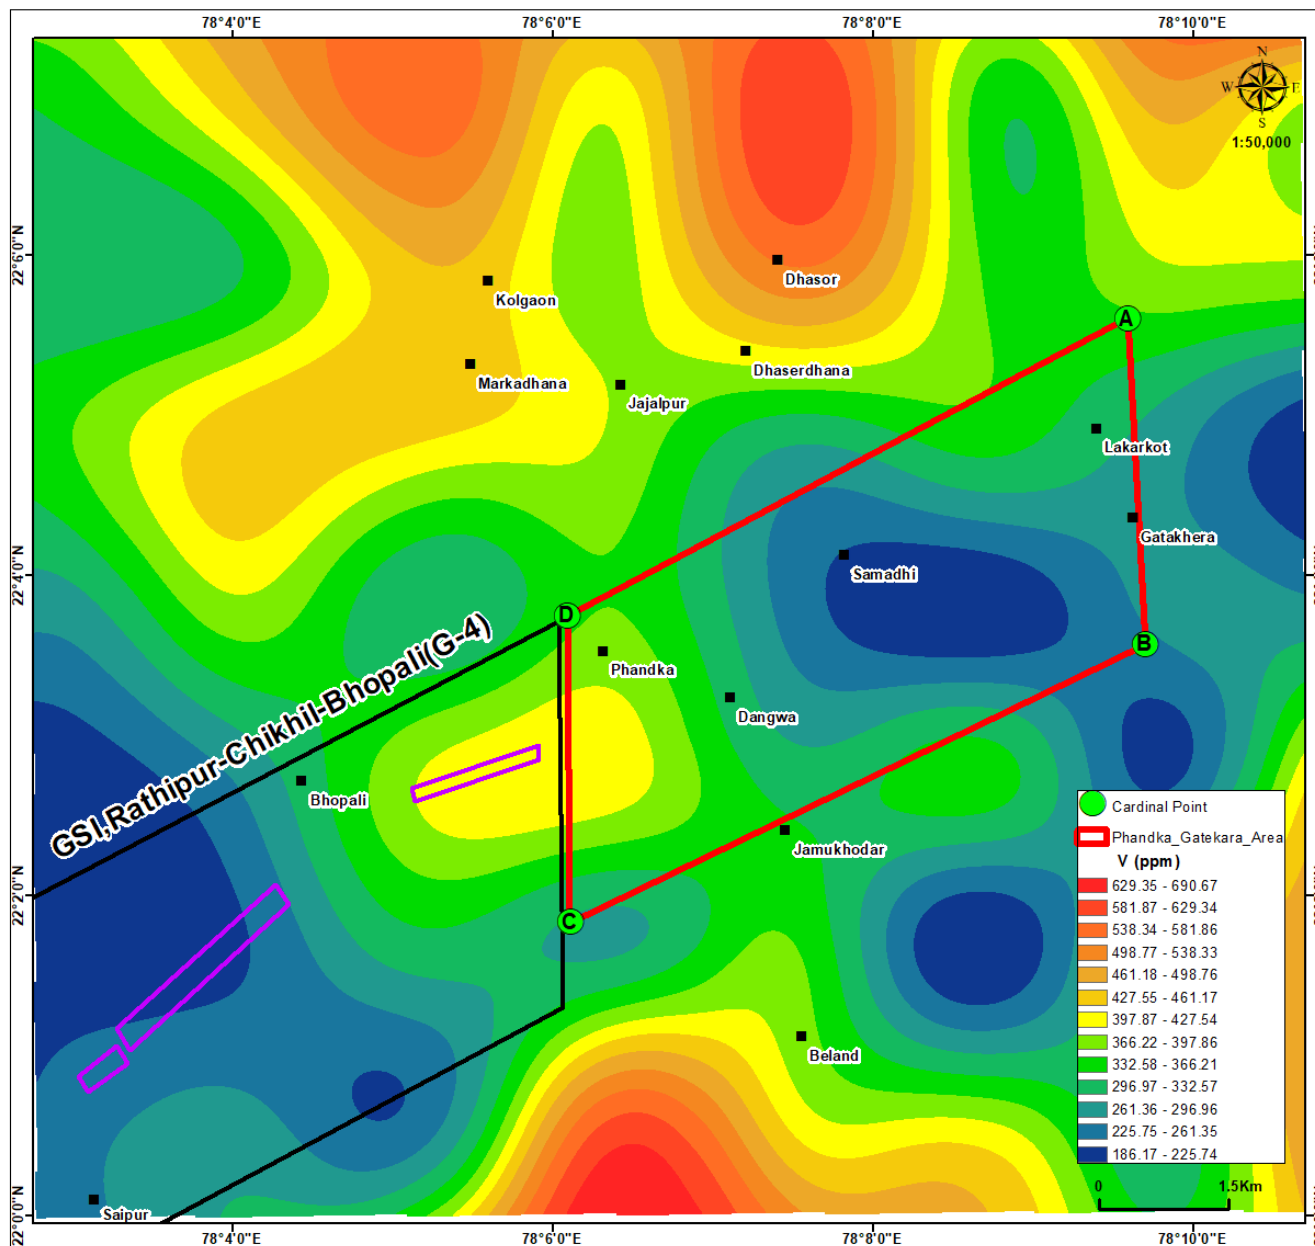 78°4'0"E
78°6'0"E
78°8'0"E
78°10'0"E
N
W
E
S
1:50,000
22°6'0"N
22°4'0"N
22°2'0"N
22°0'0"N
Dhasor
Kolgaon
A
Dhaserdhana
Markadhana
Jajalpur
Lakarkot
Gatakhera
Samadhi
D
GSI,Rathipur-Chikhil-Bhopali(G-4)
B
Phandka
Dangwa
Bhopali
Jamukhodar
C
Beland
Saipur
Cardinal Point
Phandka_Gatekara_Area
V (ppm)
629.35 - 690.67
581.87 - 629.34
538.34 - 581.86
498.77 - 538.33
461.18 - 498.76
427.55 - 461.17
397.87 - 427.54
366.22 - 397.86
332.58 - 366.21
296.97 - 332.57
261.36 - 296.96
225.75 - 261.35
186.17 - 225.74
0
1.5Km
78°4'0"E
78°6'0"E
78°8'0"E
78°10'0"E